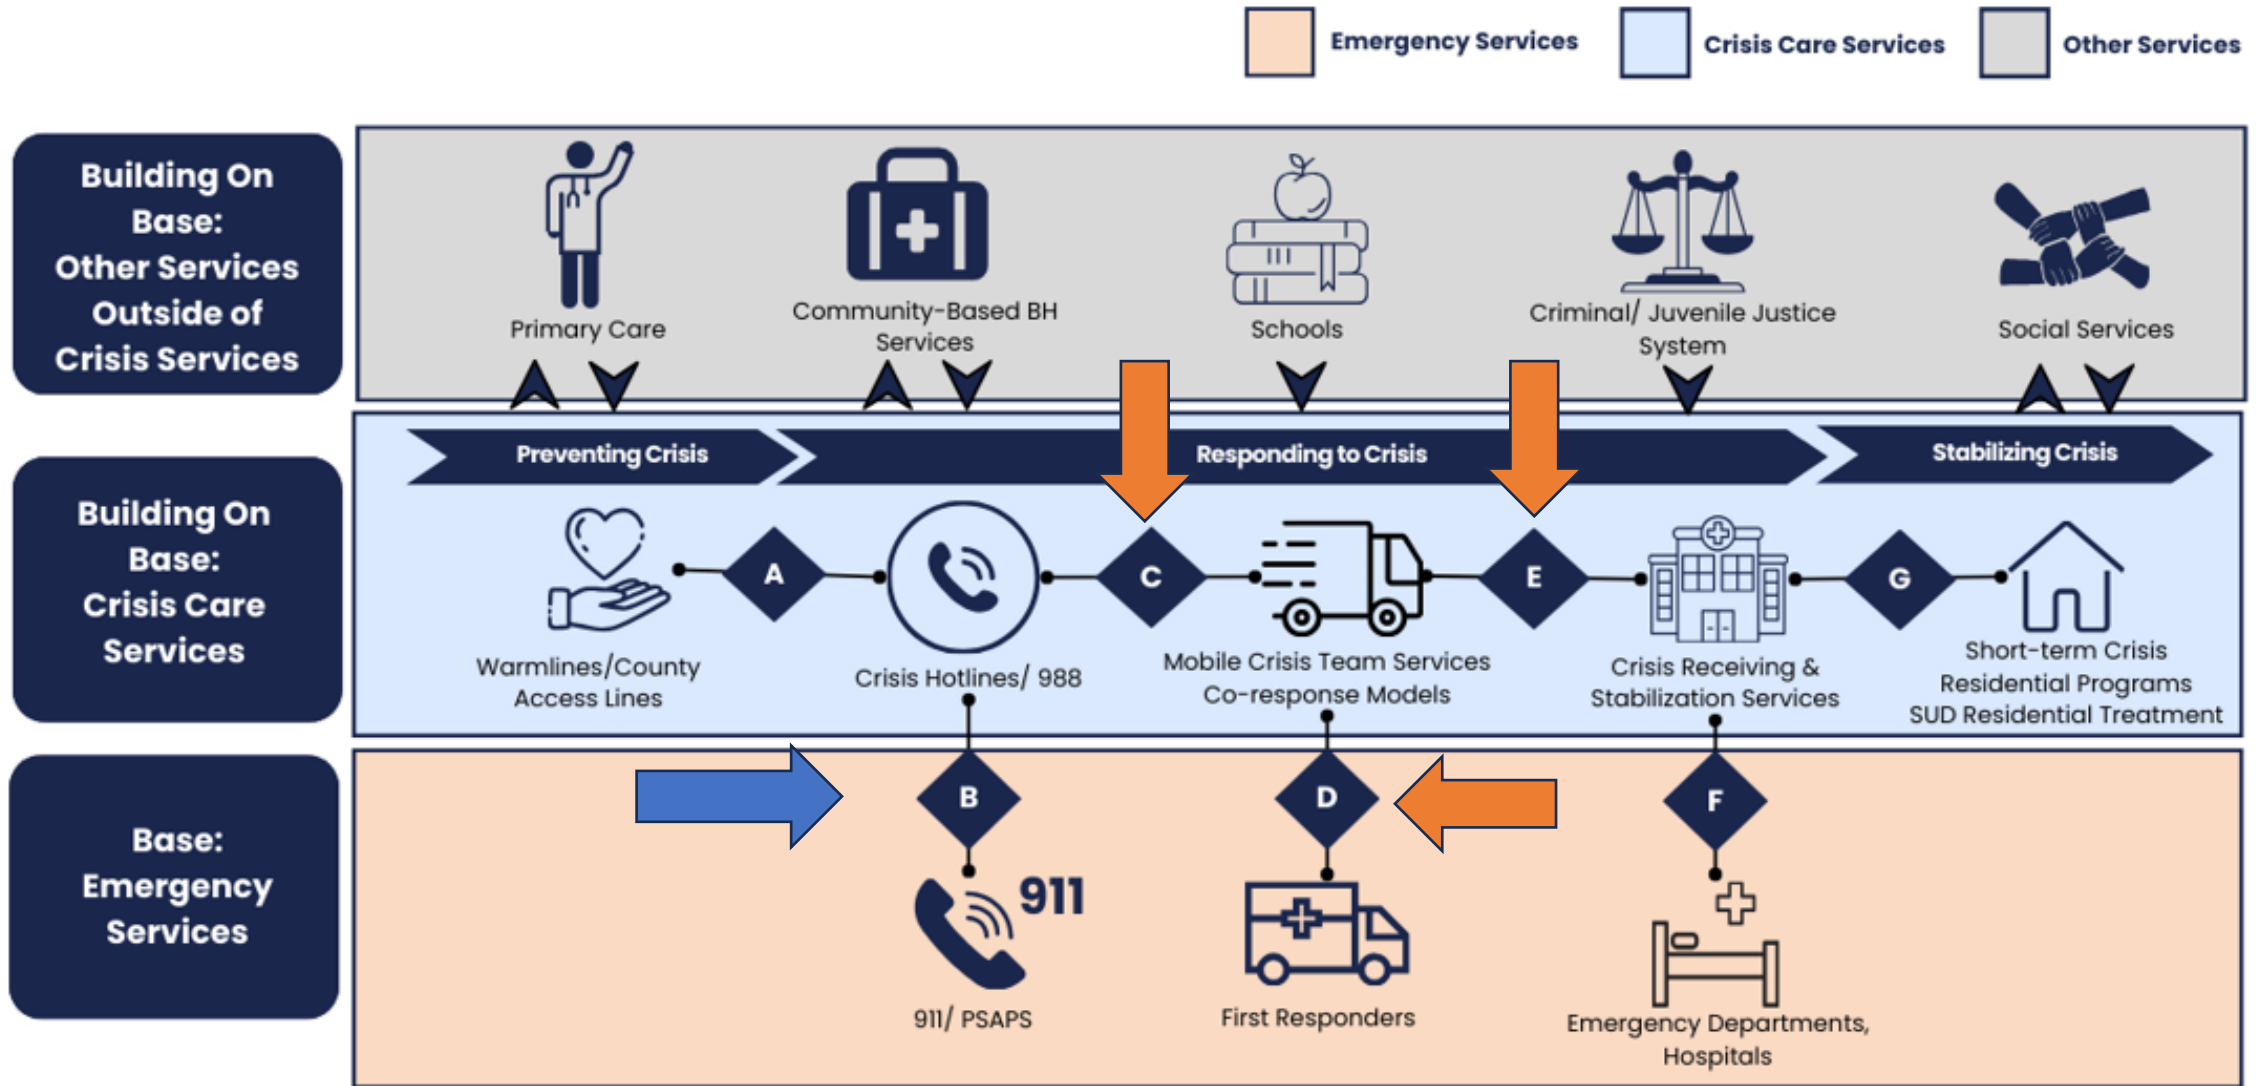 Emergency Services
Crisis Care Services
Other Services
Building On
Base:
Other Services
Outside of
Crisis Services
Primary Care
Community-Based BH
Services
Schools
Criminal/ Juvenile Justice
System
Social Services
Building On
Base:
Crisis Care
Services
Preventing Crisis
Responding to Crisis
Stabilizing Crisis
A
C
E
G
Warmlines/County
Access Lines
Crisis Hotlines/ 988
Mobile Crisis Team Services
Co-response Models
Crisis Receiving &
Stabilization Services
Short-term Crisis
Residential Programs
SUD Residential Treatment
Base:
Emergency
Services
B
D
F
911
911/ PSAPS
First Responders
Emergency Departments,
Hospitals